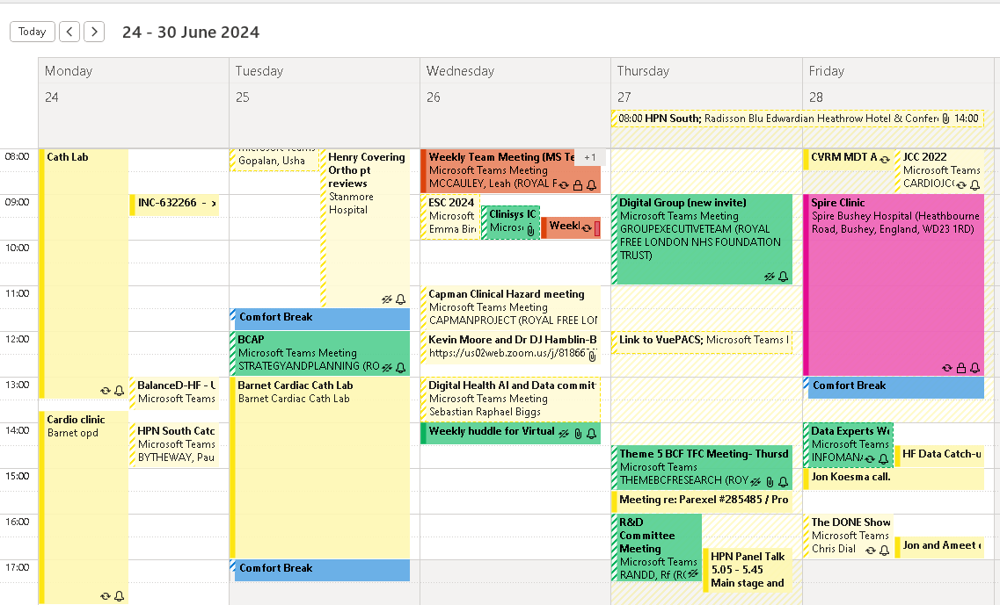 Today
24 - 30 June 2024
Monday
Tuesday
Wednesday
Thursday
Friday
24
25
26
27
28
08:00 HPN South; Radisson Blu Edwardian Heathrow Hotel & Confer 14:00
08:00
09:00
10:00
11:00
12:00
13:00
14:00
15:00
16:00
17:00
Cath Lab
INC-632266 -
BalanceD-HF - U
Microsoft Teams
Cardio clinic
Barnet opd
HPN South Catc
Microsoft Teams
BYTHEWAY, Pau
Microsoft Teams
Gopalan, Usha
Henry Covering
Ortho pt
reviews
Stanmore
Hospital
Comfort Break
BCAP
Microsoft Teams Meeting
STRATEGYANDPLANNING (RO
Barnet Cardiac Cath Lab
Barnet Cardiac Cath Lab
Comfort Break
Weekly Team Meeting (MS Te
+1
Microsoft Teams Meeting
MCCAULEY, Leah (ROYAL F
ESC 2024
Microsoft
Emma Bir
Clinisys IC
Micros
Weekl
Capman Clinical Hazard meeting
Microsoft Teams Meeting
CAPMANPROJECT (ROYAL FREE LON
Kevin Moore and Dr DJ Hamblin-B
https://us02web.zoom.us/j/81866
Digital Health AI and Data commit
Microsoft Teams Meeting
Sebastian Raphael Biggs
Weekly huddle for Virtual
Digital Group (new invite)
Microsoft Teams Meeting
GROUPEXECUTIVETEAM (ROYAL
FREE LONDON NHS FOUNDATION
TRUST)
Link to VuePACS; Microsoft Teams
Theme 5 BCF TFC Meeting- Thursd
Microsoft Teams
THEMEBCFRESEARCH (ROY
Meeting re: Parexel #285485 / Pro
R&D
Committee
Meeting
Microsoft Teams
RANDD, Rf (RO
HPN Panel Talk
5.05 - 5.45
Main stage and
CVRM MDT A
JCC 2022
Microsoft Teams
CARDIOJC
Spire Clinic
Spire Bushey Hospital (Heathbourne
Road, Bushey, England, WD23 1RD)
Comfort Break
Data Experts W
Microsoft Teams
INFOMAN
HF Data Catch-u
Jon Koesma call.
The DONE Show
Microsoft Teams
Chris Dial
Jon and Ameet